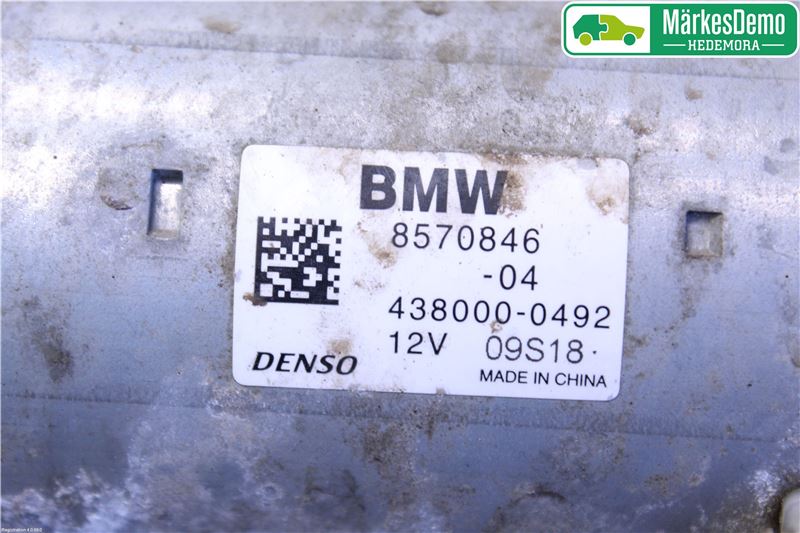 MärkesDemo
HEDEMORA
BMW
8570846
-04
438000-0492
12V 09S18
DENSO
MADE IN CHINA